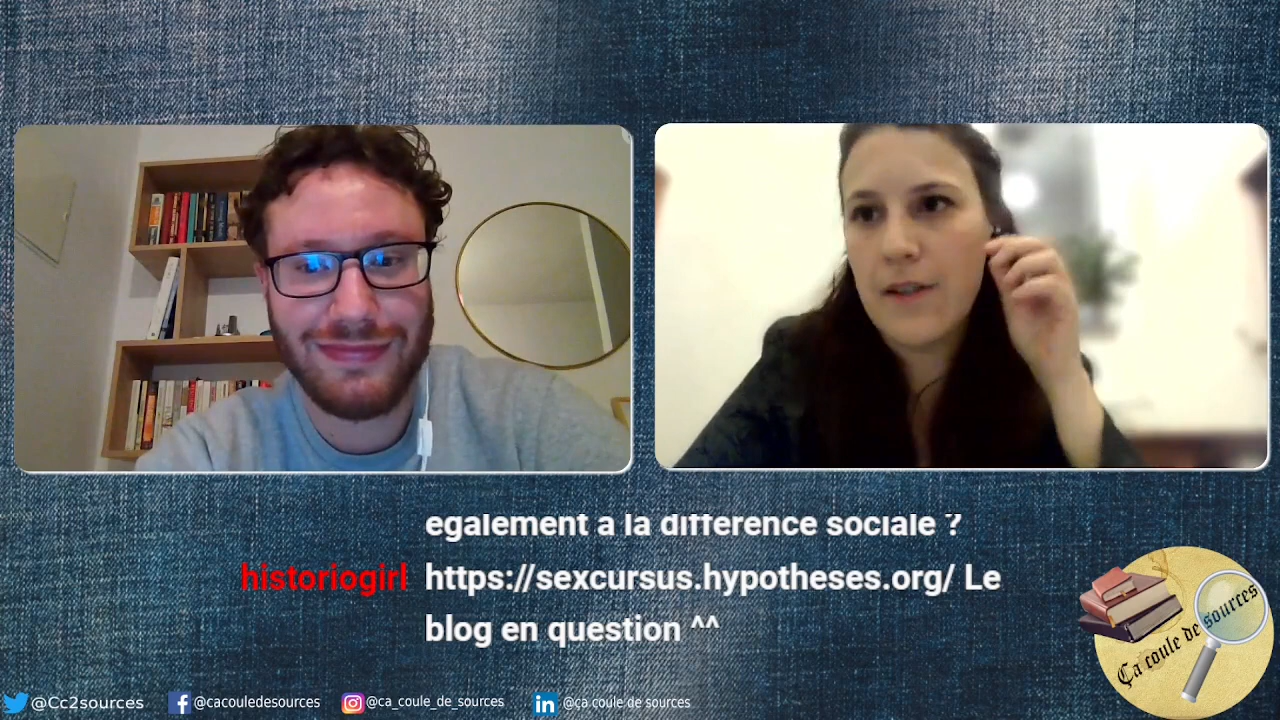 egalement a la difference sociale ?
historiogirl https://sexcursus.hypotheses.org/ Le
blog en question ^^
Ça coule de sources
@Cc2sources @cacouledesources @ca_coule_de_sources @ça coule de sources